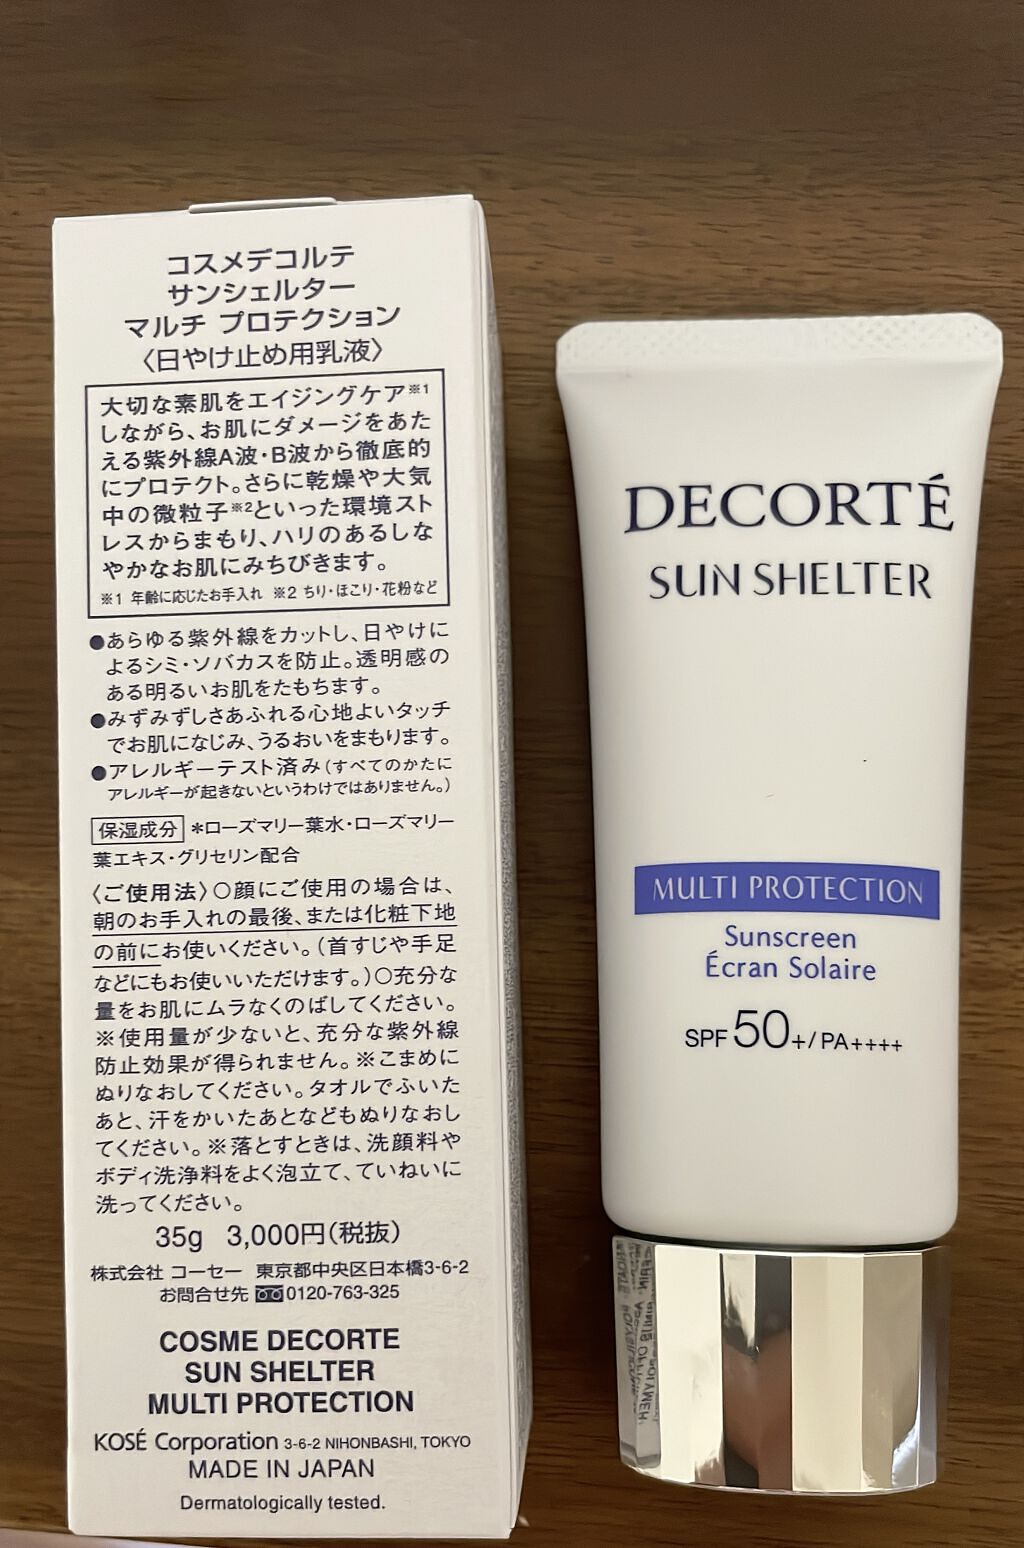 コスメデコルテ
サンシェルター
マルチ プロテクション
〈日やけ止め用乳液〉
大切な素肌をエイジングケア※1
しながら、お肌にダメージをあた
える紫外線A波・B波から徹底的
にプロテクト。さらに乾燥や大気
中の微粒子※2といった環境スト
レスからまもり、ハリのあるしな
やかなお肌にみちびきます。
※1 年齢に応じたお手入れ ※2 ちり・ほこり・花粉など
●あらゆる紫外線をカットし、日やけに
よるシミ・ソバカスを防止。透明感の
ある明るいお肌をたもちます。
●みずみずしさあふれる心地よいタッチ
でお肌になじみ、うるおいをまもります。
●アレルギーテスト済み(すべてのかたに
アレルギーが起きないというわけではありません。)
保湿成分 *ローズマリー葉水・ローズマリー
葉エキス・グリセリン配合
〈ご使用法〉○顔にご使用の場合は、
朝のお手入れの最後、または化粧下地
の前にお使いください。(首すじや手足
などにもお使いいただけます。)○充分な
量をお肌にムラなくのばしてください。
※使用量が少ないと、充分な紫外線
防止効果が得られません。※こまめに
ぬりなおしてください。タオルでふいた
あと、汗をかいたあとなどもぬりなおし
てください。※落とすときは、洗顔料や
ボディ洗浄料をよく泡立て、ていねいに
洗ってください。
35g 3,000円(税抜)
株式会社 コーセー 東京都中央区日本橋3-6-2
お問合せ先 0120-763-325
COSME DECORTE
SUN SHELTER
MULTI PROTECTION
KOSÉ Corporation 3-6-2 NIHONBASHI, TOKYO
MADE IN JAPAN
Dermatologically tested.
DECORTÉ
SUN SHELTER
MULTI PROTECTION
Sunscreen
Écran Solaire
SPF 50+/PA++++